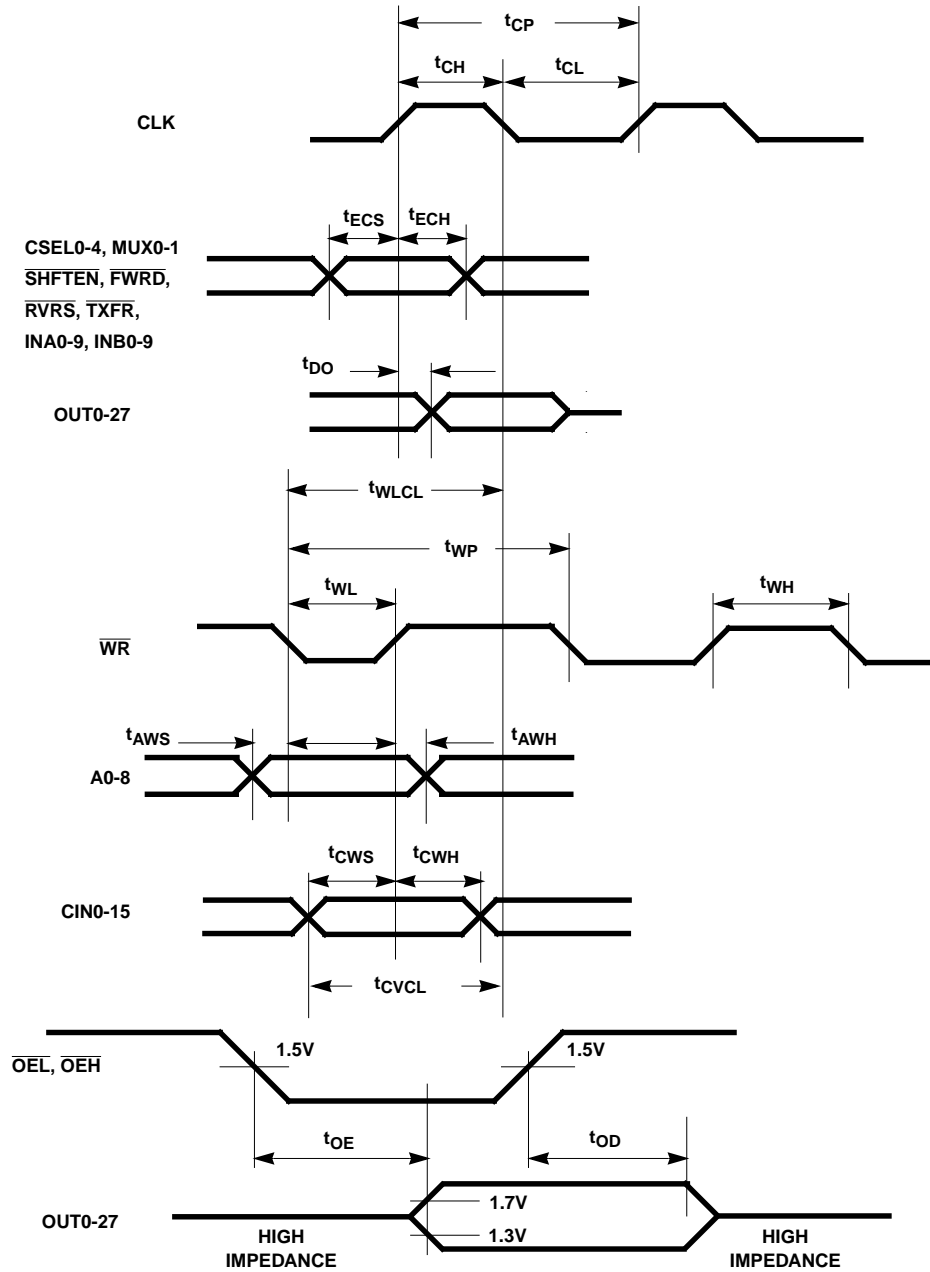 tCP
tCH
tCL
CLK
tECS
tECH
CSEL0-4, MUX0-1
SHFTEN, FWRD,
RVRS, TXFR,
INA0-9, INB0-9
tDO
OUT0-27
tWLCL
tWP
tWL
tWH
WR
tAWS
tAWH
A0-8
tCWS
tCWH
CIN0-15
tCVCL
1.5V
1.5V
OEL, OEH
tOE
tOD
1.7V
OUT0-27
1.3V
HIGH
IMPEDANCE
HIGH
IMPEDANCE